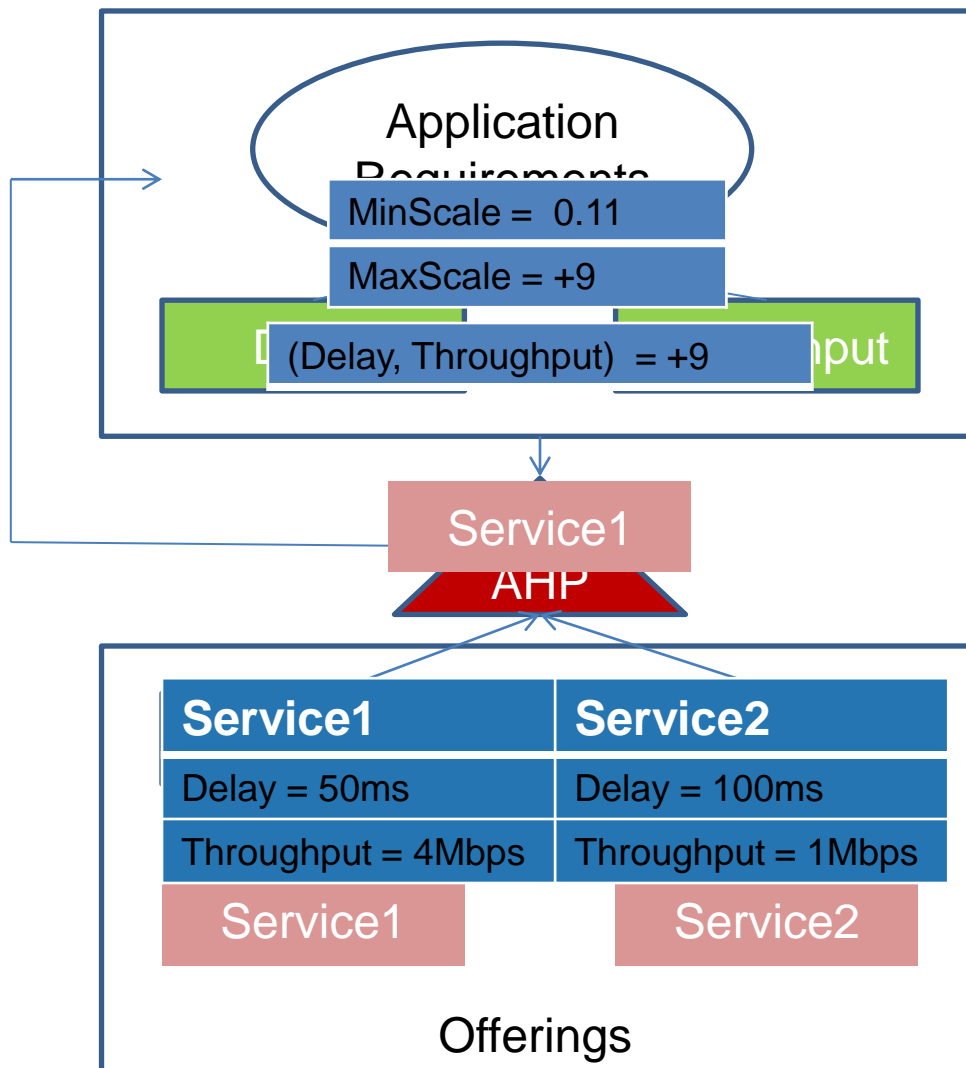 Application
Requirements
MinScale = 0.11
MaxScale = +9
(Delay, Throughput) = +9
Service1
AHP
Service1 Service2
Delay = 50ms Delay = 100ms
Throughput = 4Mbps Throughput = 1Mbps
Service1 Service2
Offerings